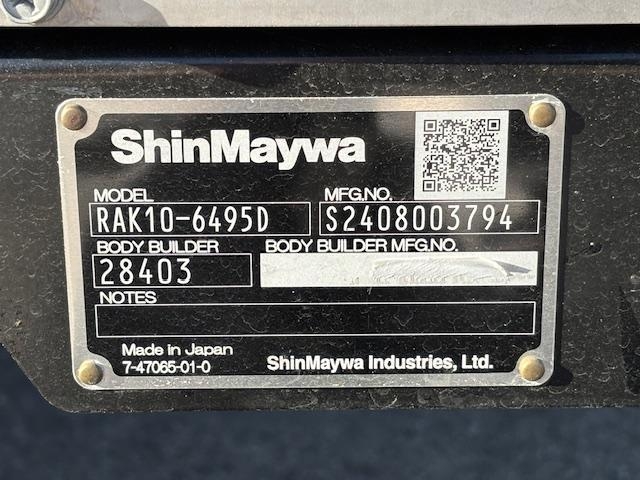 ShinMaywa
MODEL MFG.NO.
RAK10-6495D S2408003794
BODY BUILDER BODY BUILDER MFG.NO.
28403
NOTES
Made in Japan
7-47065-01-0 ShinMaywa Industries, Ltd.